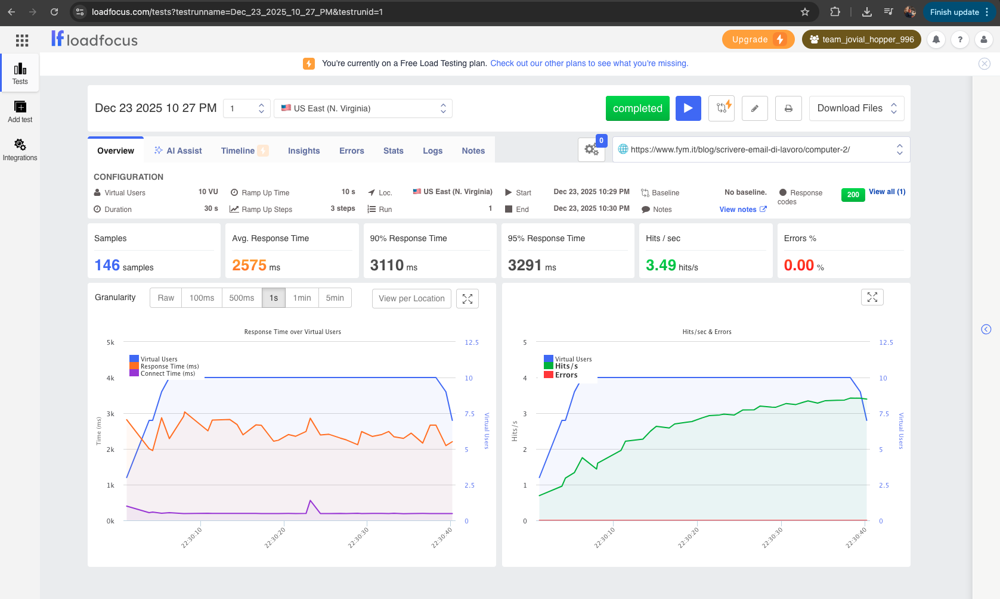 loadfocus.com/tests?testrunname=Dec_23_2025_10_27_PM&testrunid=1
Finish update
loadfocus
Upgrade
team_jovial_hopper_996
?
You're currently on a Free Load Testing plan. Check out our other plans to see what you're missing.
Tests
Add test
Integrations
Dec 23 2025 10 27 PM
1
US East (N. Virginia)
completed
Download Files
Overview
AI Assist
Timeline
Insights
Errors
Stats
Logs
Notes
0
https://www.fym.it/blog/scrivere-email-di-lavoro/computer-2/
CONFIGURATION
Virtual Users 10 VU
Ramp Up Time 10 s
Loc. US East (N. Virginia)
Start Dec 23, 2025 10:29 PM
Baseline No baseline.
Response codes 200 View all (1)
Duration 30 s
Ramp Up Steps 3 steps
Run 1
End Dec 23, 2025 10:30 PM
Notes View notes
Samples
146 samples
Avg. Response Time
2575 ms
90% Response Time
3110 ms
95% Response Time
3291 ms
Hits / sec
3.49 hits/s
Errors %
0.00 %
Granularity
Raw 100ms 500ms 1s 1min 5min
View per Location
Response Time over Virtual Users
Virtual Users
Response Time (ms)
Connect Time (ms)
5k
4k
3k
2k
1k
0k
Time (ms)
12.5
10
7.5
5
2.5
0
Virtual Users
22:30:10
22:30:20
22:30:30
22:30:40
Hits/sec & Errors
Virtual Users
Hits/s
Errors
5
4
3
2
1
0
Hits/s
12.5
10
7.5
5
2.5
0
Virtual Users
22:30:10
22:30:20
22:30:30
22:30:40